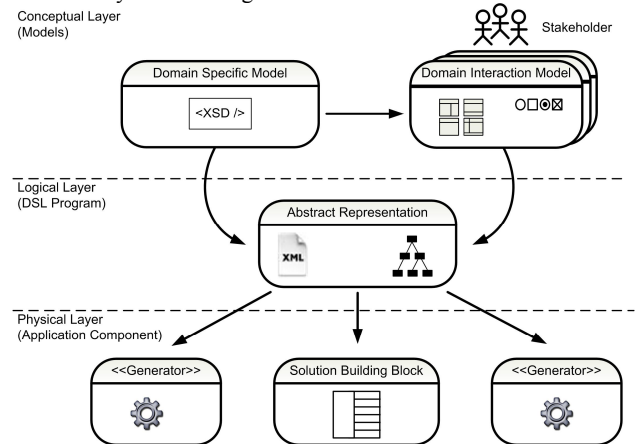 Conceptual Layer
(Models)
Stakeholder
Domain Specific Model
Domain Interaction Model
<XSD />
Logical Layer
(DSL Program)
Abstract Representation
XML
Physical Layer
(Application Component)
<<Generator>>
Solution Building Block
<<Generator>>